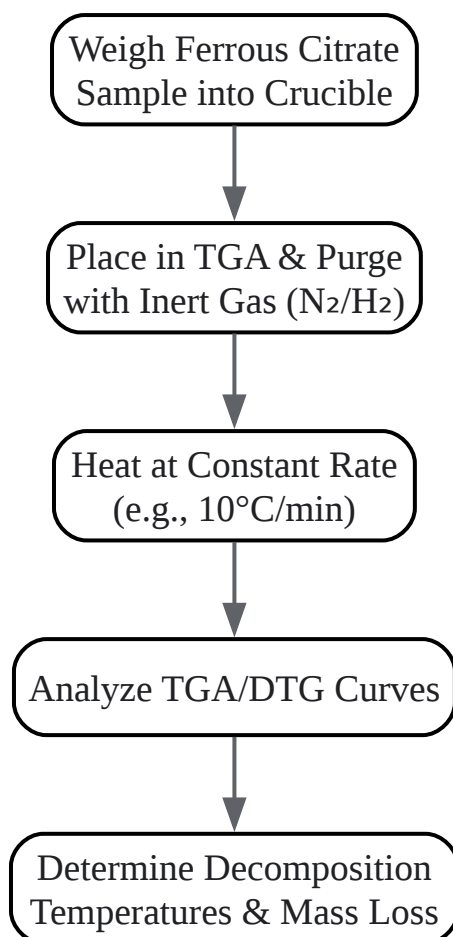 Weigh Ferrous Citrate
Sample into Crucible
Place in TGA & Purge
with Inert Gas (N₂/H₂)
Heat at Constant Rate
(e.g., 10°C/min)
Analyze TGA/DTG Curves
Determine Decomposition
Temperatures & Mass Loss